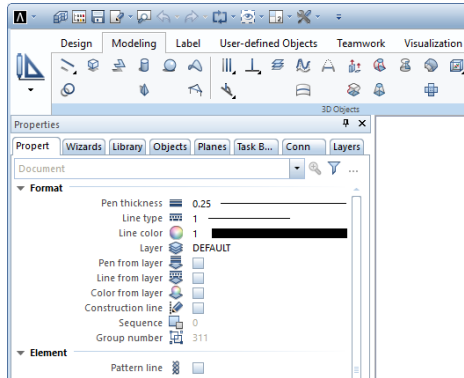 Design Modeling Label User-defined Objects Teamwork Visualization
3D Objects
Properties
Propert Wizards Library Objects Planes Task B... Conn Layers
Document
...
Format
Pen thickness 0.25
Line type 1
Line color 1
Layer DEFAULT
Pen from layer
Line from layer
Color from layer
Construction line
Sequence 0
Group number 311
Element
Pattern line